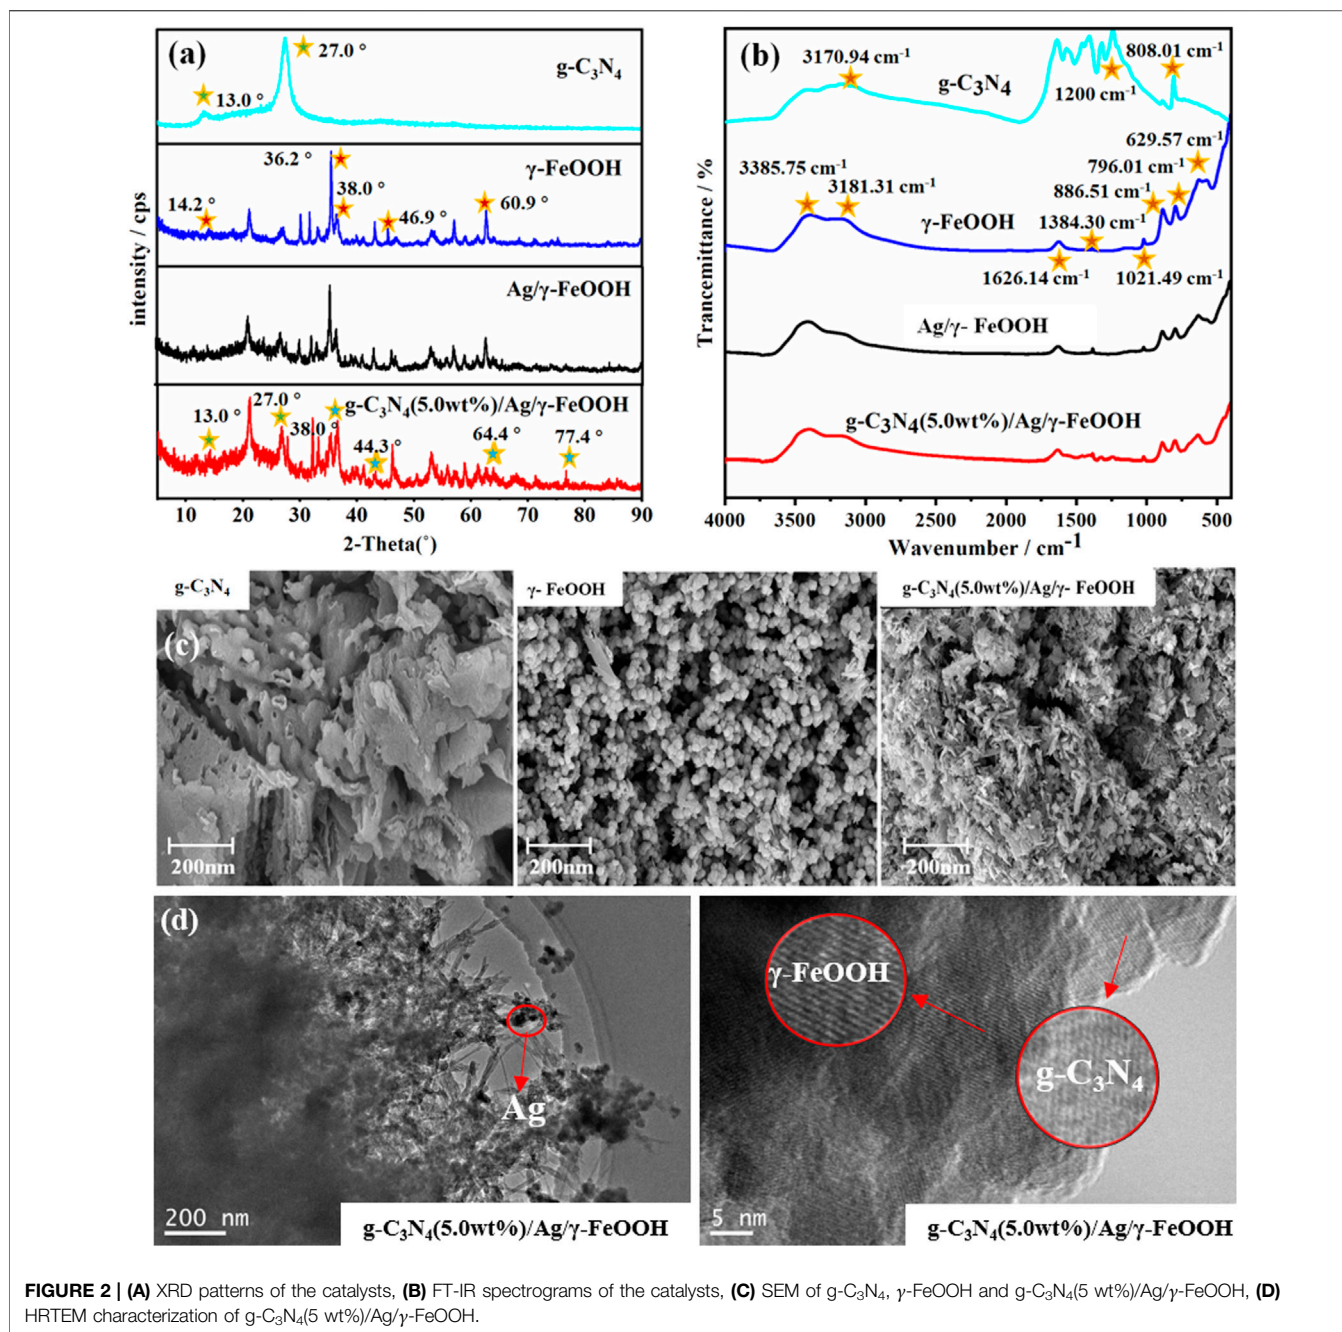 (a)
27.0 °
g-C₃N₄
13.0 °
36.2 °
γ-FeOOH
38.0 °
14.2 °
46.9 °
60.9 °
Ag/γ-FeOOH
27.0 °
g-C₃N₄(5.0wt%)/Ag/γ-FeOOH
13.0 °
38.0 °
44.3 °
64.4 °
77.4 °
intensity / cps
10 20 30 40 50 60 70 80 90
2-Theta(°)
(b)
3170.94 cm⁻¹
808.01 cm⁻¹
g-C₃N₄
1200 cm⁻¹
629.57 cm⁻¹
3385.75 cm⁻¹
796.01 cm⁻¹
3181.31 cm⁻¹
886.51 cm⁻¹
γ-FeOOH
1384.30 cm⁻¹
1626.14 cm⁻¹
1021.49 cm⁻¹
Ag/γ- FeOOH
g-C₃N₄(5.0wt%)/Ag/γ-FeOOH
Trancemittance / %
4000 3500 3000 2500 2000 1500 1000 500
Wavenumber / cm⁻¹
g-C₃N₄
γ- FeOOH
g-C₃N₄(5.0wt%)/Ag/γ- FeOOH
(c)
200nm
200nm
200nm
(d)
Ag
200 nm
g-C₃N₄(5.0wt%)/Ag/γ-FeOOH
γ-FeOOH
g-C₃N₄
5 nm
g-C₃N₄(5.0wt%)/Ag/γ-FeOOH
FIGURE 2 | (A) XRD patterns of the catalysts, (B) FT-IR spectrograms of the catalysts, (C) SEM of g-C₃N₄, γ-FeOOH and g-C₃N₄(5 wt%)/Ag/γ-FeOOH, (D)
HRTEM characterization of g-C₃N₄(5 wt%)/Ag/γ-FeOOH.